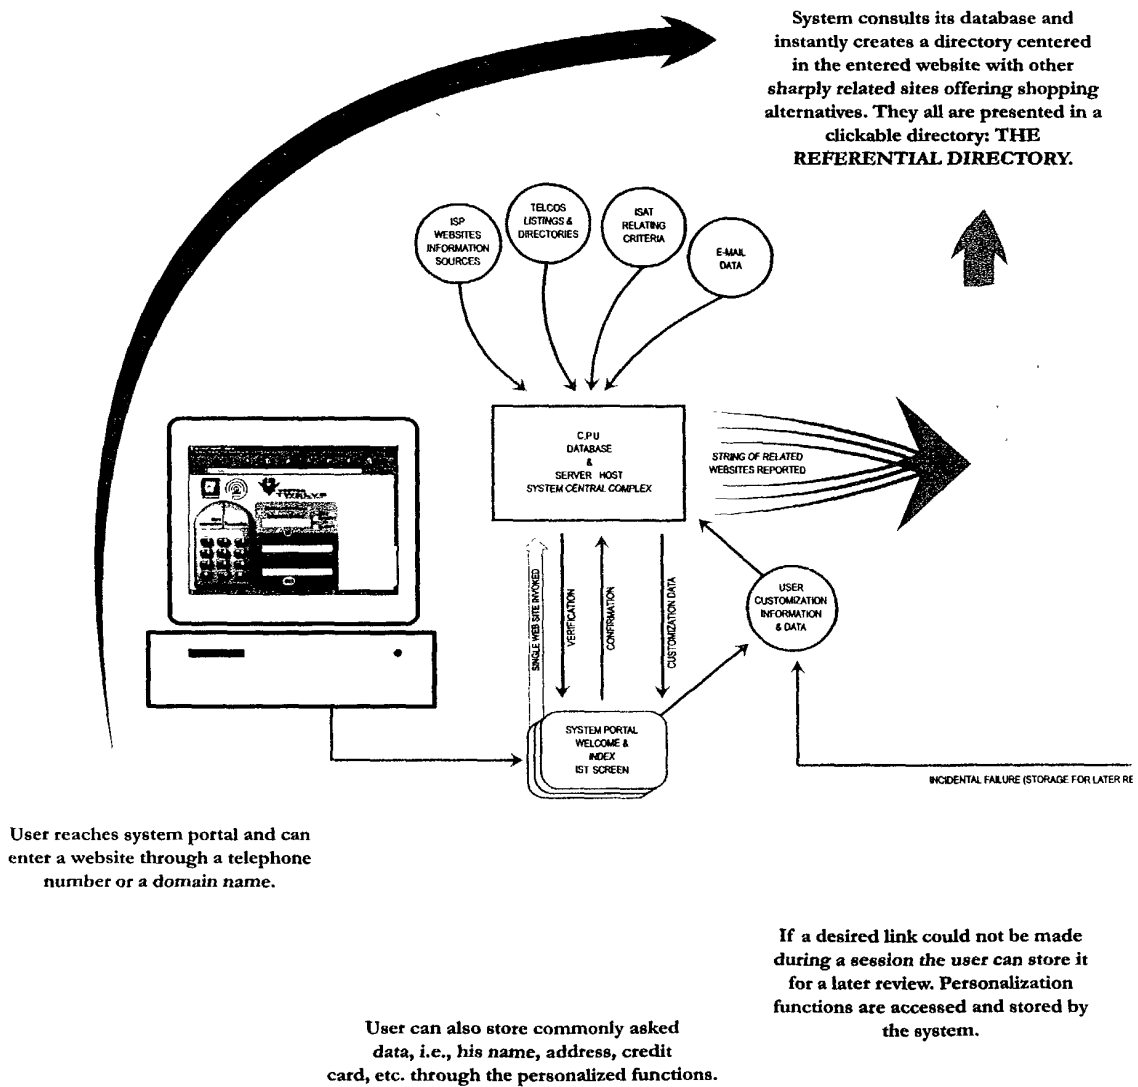 System consults its database and
instantly creates a directory centered
in the entered website with other
sharply related sites offering shopping
alternatives. They all are presented in a
clickable directory: THE
REFERENTIAL DIRECTORY.
ISP
WEBSITES
INFORMATION
SOURCES
TELCOS
LISTINGS &
DIRECTORIES
ISAT
RELATING
CRITERIA
E-MAIL
DATA
C.P.U
DATABASE
&
SERVER HOST
SYSTEM CENTRAL COMPLEX
STRING OF RELATED
WEBSITES REPORTED
SINGLE WEB SITE INVOKED
VERIFICATION
CONFIRMATION
CUSTOMIZATION DATA
USER
CUSTOMIZATION
INFORMATION
& DATA
SYSTEM PORTAL
WELCOME &
INDEX
IST SCREEN
INCIDENTAL FAILURE (STORAGE FOR LATER RE
User reaches system portal and can
enter a website through a telephone
number or a domain name.
If a desired link could not be made
during a session the user can store it
for a later review. Personalization
functions are accessed and stored by
the system.
User can also store commonly asked
data, i.e., his name, address, credit
card, etc. through the personalized functions.